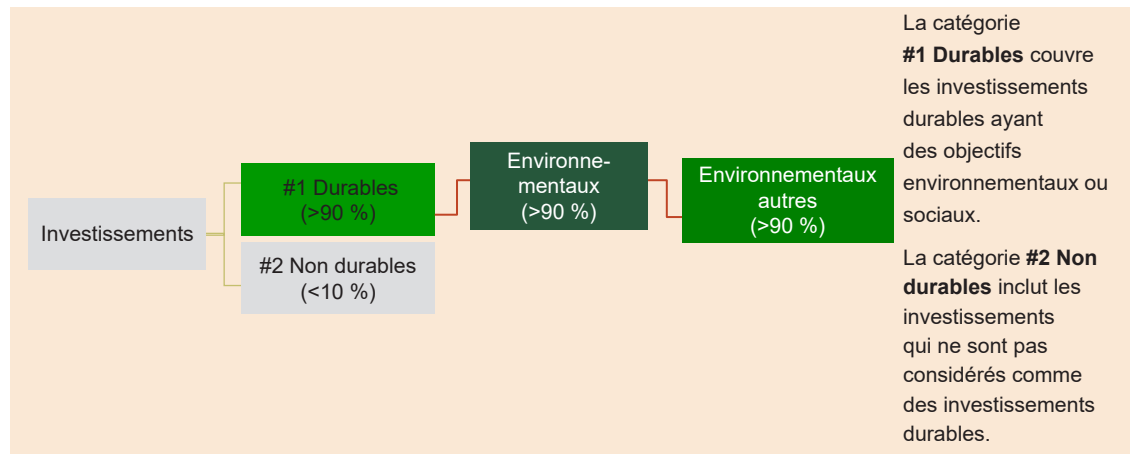 Investissements
#1 Durables
(>90 %)
#2 Non durables
(<10 %)
Environne-
mentaux
(>90 %)
Environnementaux
autres
(>90 %)
La catégorie
#1 Durables couvre
les investissements
durables ayant
des objectifs
environnementaux ou
sociaux.
La catégorie #2 Non
durables inclut les
investissements
qui ne sont pas
considérés comme
des investissements
durables.